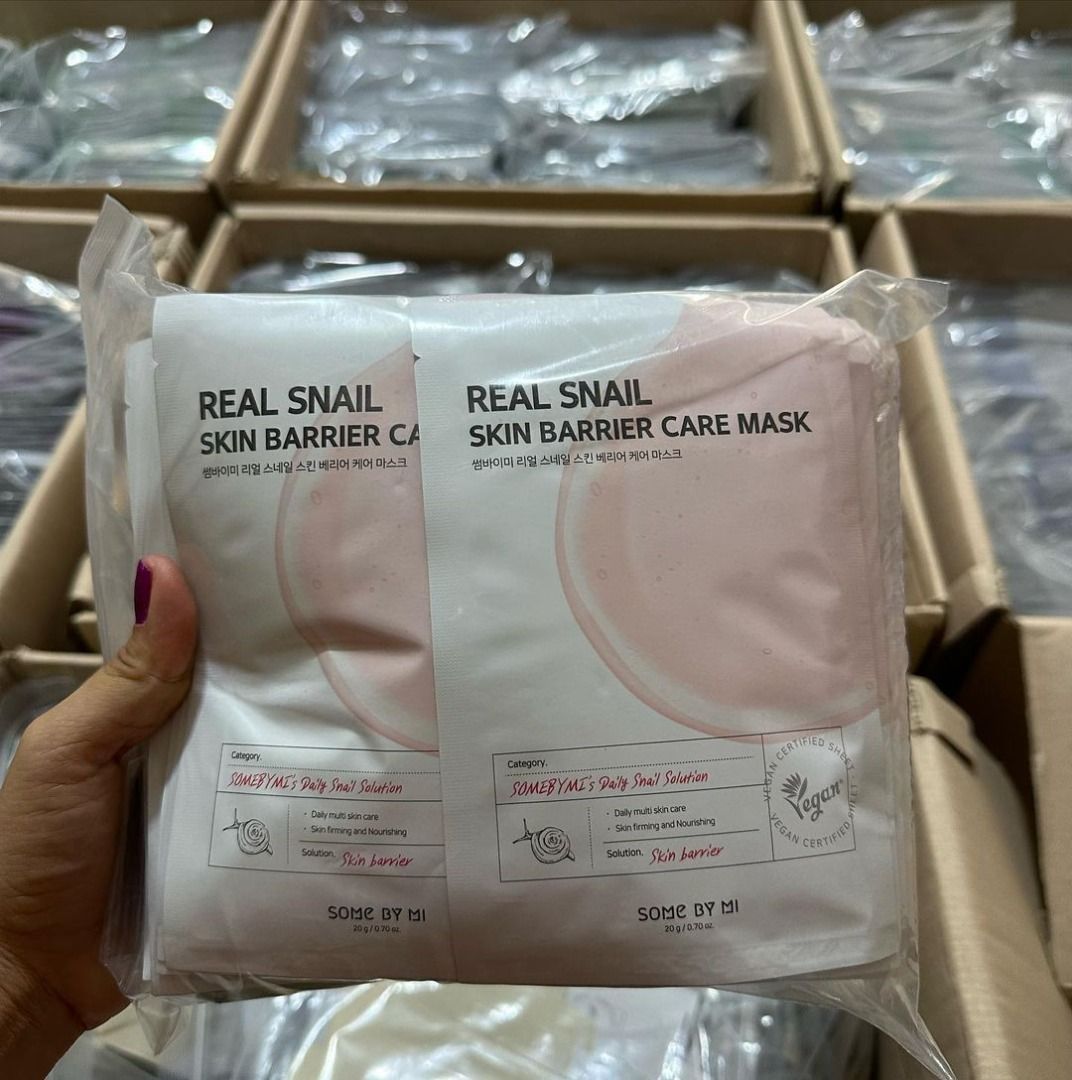 REAL SNAIL
SKIN BARRIER CA
썸바이미 리얼 스네일 스킨 베리어 케어 마스크
Category.
SOMEBYMI's Daily Snail Solution
· Daily multi skin care
· Skin firming and Nourishing
Solution. Skin barrier
SOME BY MI
20 g / 0.70 oz.
REAL SNAIL
SKIN BARRIER CARE MASK
썸바이미 리얼 스네일 스킨 베리어 케어 마스크
Category.
SOMEBYMI's Daily Snail Solution
· Daily multi skin care
· Skin firming and Nourishing
Solution. Skin barrier
VEGAN CERTIFIED SHEET
Vegan
VEGAN CERTIFIED SHEET
SOME BY MI
20 g / 0.70 oz.